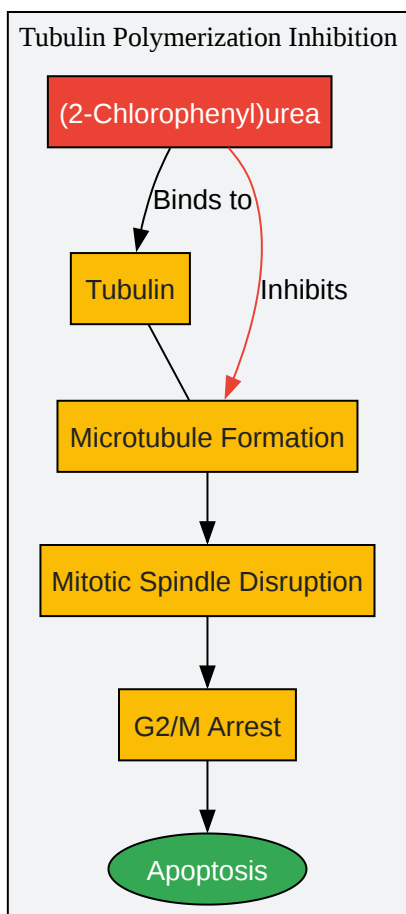 Tubulin Polymerization Inhibition
(2-Chlorophenyl)urea
Binds to
Tubulin
Inhibits
Microtubule Formation
Mitotic Spindle Disruption
G2/M Arrest
Apoptosis